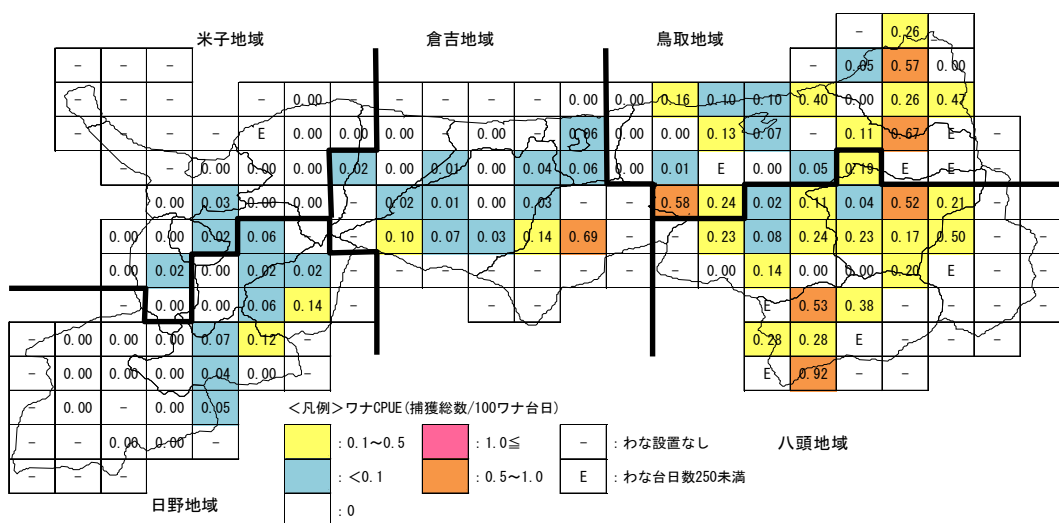 米子地域 倉吉地域 鳥取地域
- 0.26
- - - - 0.05 0.57 0.00
- - - - 0.00 - - - - - 0.00 0.00 0.16 0.10 0.10 0.40 0.00 0.26 0.47
- - - - E 0.00 0.00 0.00 - 0.00 - 0.06 0.00 0.00 0.13 0.07 - 0.11 0.67 E -
- - 0.00 0.00 0.00 0.02 0.00 0.01 0.00 0.04 0.06 0.00 0.01 E 0.00 0.05 0.19 E E -
0.00 0.03 0.00 0.00 - 0.02 0.01 0.00 0.03 - - 0.58 0.24 0.02 0.11 0.04 0.52 0.21 -
0.00 0.00 0.02 0.06 - - 0.10 0.07 0.03 0.14 0.69 - - 0.23 0.08 0.24 0.23 0.17 0.50 -
0.00 0.02 0.00 0.02 0.02 - - - - - - - - 0.00 0.14 0.00 0.00 0.20 E - -
- 0.00 0.00 0.06 0.14 - - - E 0.53 0.38 - - - -
- 0.00 0.00 0.00 0.07 0.12 - 0.28 0.28 E - - -
- 0.00 0.00 0.00 0.04 0.00 - E 0.92 - -
- 0.00 - 0.00 0.05
<凡例>ワナCPUE(捕獲総数/100ワナ台日)
- - 0.00 0.00 -
:0.1~0.5 :1.0≦ - :わな設置なし 八頭地域
- - -
:<0.1 :0.5~1.0 E :わな台日数250未満
日野地域 :0